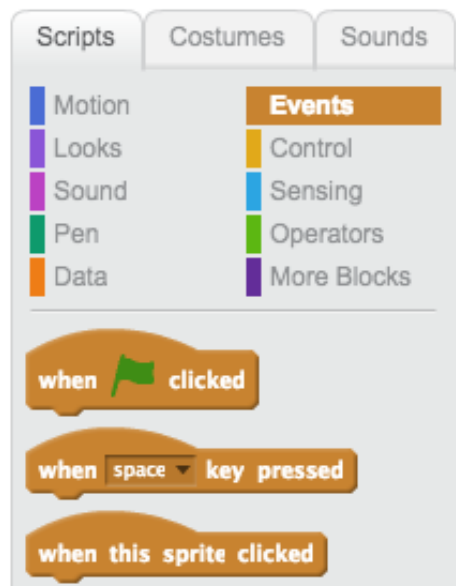 Scripts Costumes Sounds
Motion Events
Looks Control
Sound Sensing
Pen Operators
Data More Blocks
when clicked
when space key pressed
when this sprite clicked